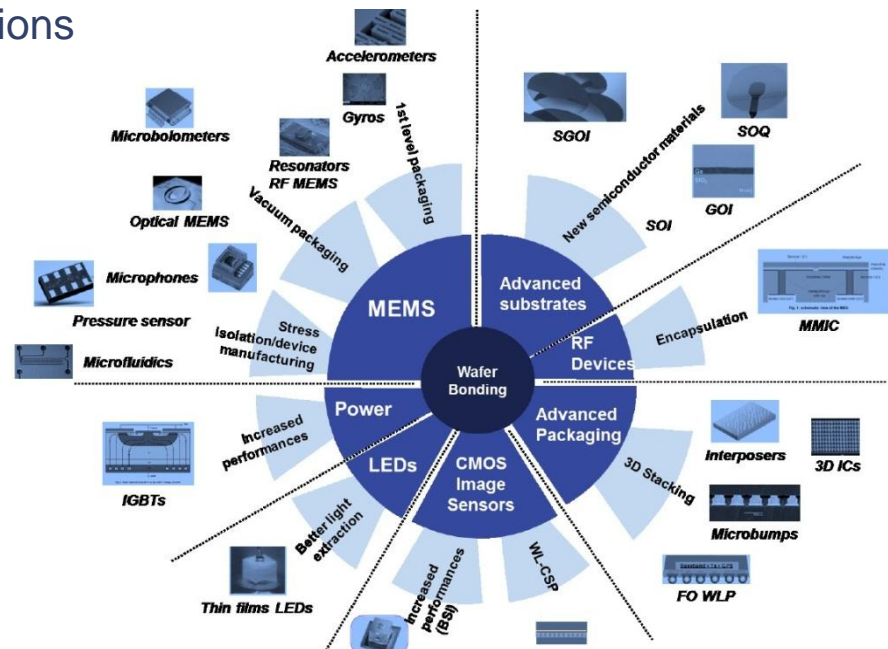 ions
Accelerometers
Gyros
1st level packaging
Microbolometers
Resonators
RF MEMS
Vacuum packaging
Optical MEMS
Microphones
Pressure sensor
Stress
isolation/device
manufacturing
Microfluidics
MEMS
SGOI
New semiconductor materials
SOQ
Ge
SiO₂
GOI
SOI
Advanced
substrates
Encapsulation
MMIC
RF
Devices
Wafer
Bonding
Power
Increased
performances
IGBTs
LEDs
Better light
extraction
Thin films LEDs
CMOS
Image
Sensors
Increased
performances
(BSI)
WL-CSP
Advanced
Packaging
3D Stacking
interposers
3D ICs
Microbumps
FO WLP